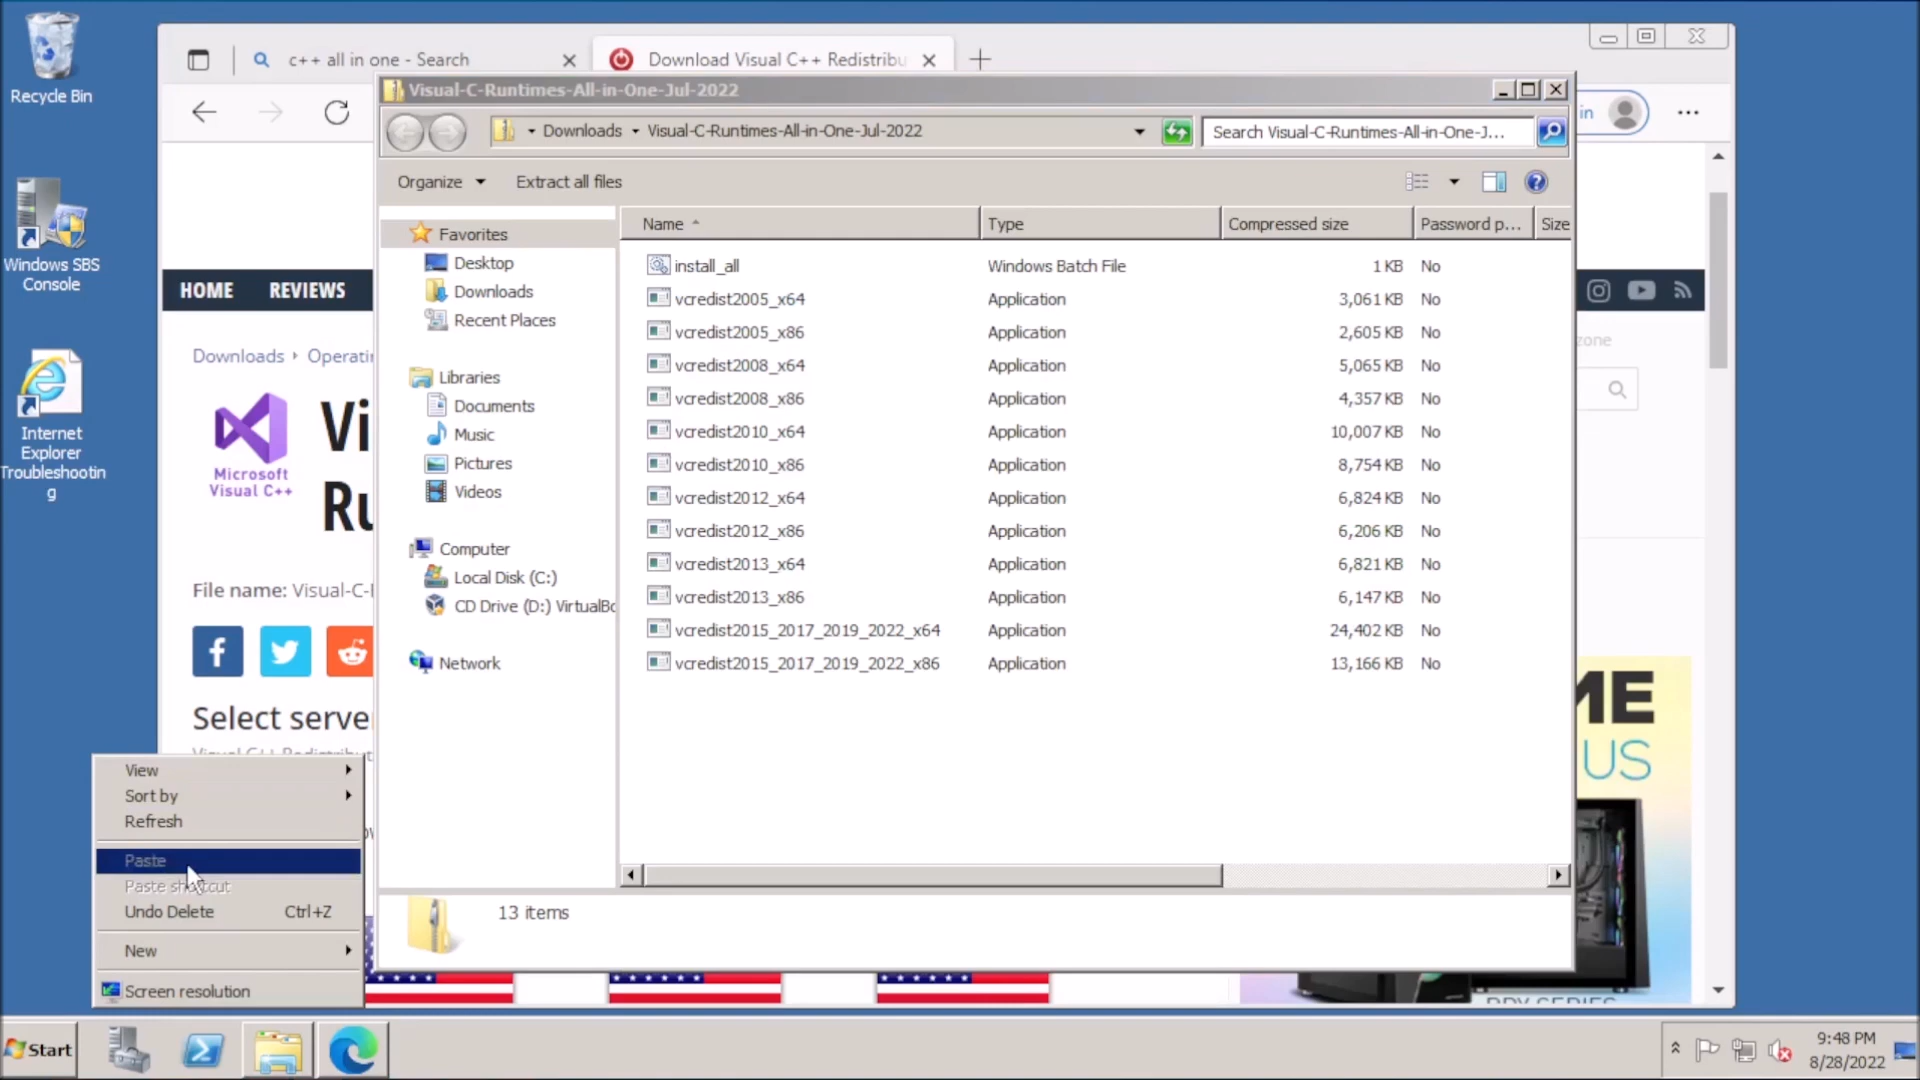 Recycle Bin
Windows SBS
Console
Internet
Explorer
Troubleshootin
g
c++ all in one - Search
Download Visual C++ Redistribu
in
Visual-C-Runtimes-All-in-One-Jul-2022
Downloads
Visual-C-Runtimes-All-in-One-Jul-2022
Search Visual-C-Runtimes-All-in-One-J...
Organize
Extract all files
Favorites
Desktop
Downloads
Recent Places
Libraries
Documents
Music
Pictures
Videos
Computer
Local Disk (C:)
CD Drive (D:) VirtualBo
Network
Name Type Compressed size Password p... Size
install_all Windows Batch File 1 KB No
vcredist2005_x64 Application 3,061 KB No
vcredist2005_x86 Application 2,605 KB No
vcredist2008_x64 Application 5,065 KB No
vcredist2008_x86 Application 4,357 KB No
vcredist2010_x64 Application 10,007 KB No
vcredist2010_x86 Application 8,754 KB No
vcredist2012_x64 Application 6,824 KB No
vcredist2012_x86 Application 6,206 KB No
vcredist2013_x64 Application 6,821 KB No
vcredist2013_x86 Application 6,147 KB No
vcredist2015_2017_2019_2022_x64 Application 24,402 KB No
vcredist2015_2017_2019_2022_x86 Application 13,166 KB No
13 items
HOME REVIEWS
Downloads Operatin
Microsoft
Visual C++
Vi
Ru
File name: Visual-C-
Select serve
zone
ME
US
View
Sort by
Refresh
Paste
Paste shortcut
Undo Delete Ctrl+Z
New
Screen resolution
Start
9:48 PM
8/28/2022